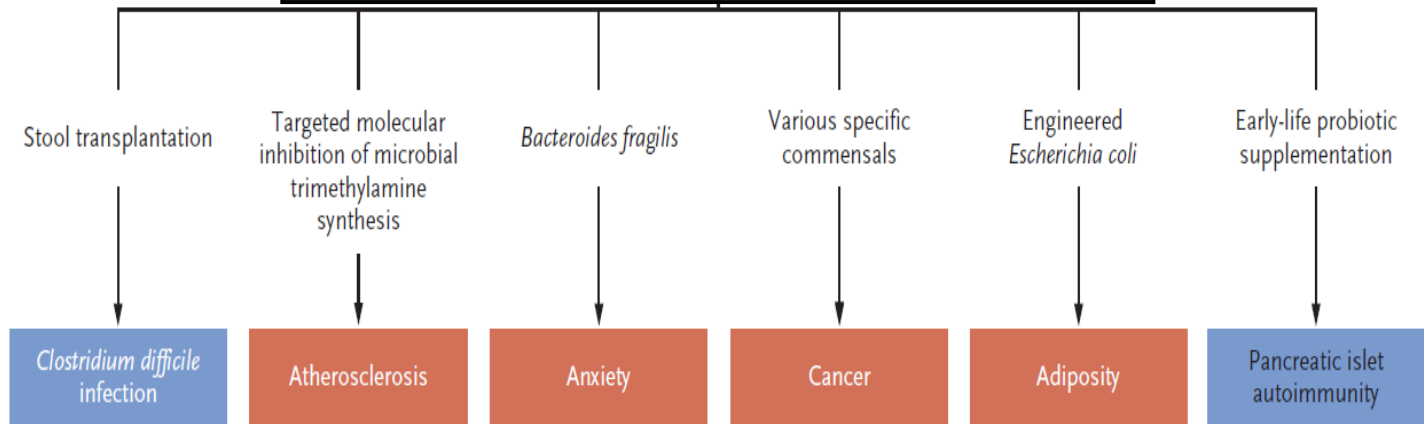 Stool transplantation
Targeted molecular
inhibition of microbial
trimethylamine
synthesis
Bacteroides fragilis
Various specific
commensals
Engineered
Escherichia coli
Early-life probiotic
supplementation
Clostridium difficile
infection
Atherosclerosis
Anxiety
Cancer
Adiposity
Pancreatic islet
autoimmunity